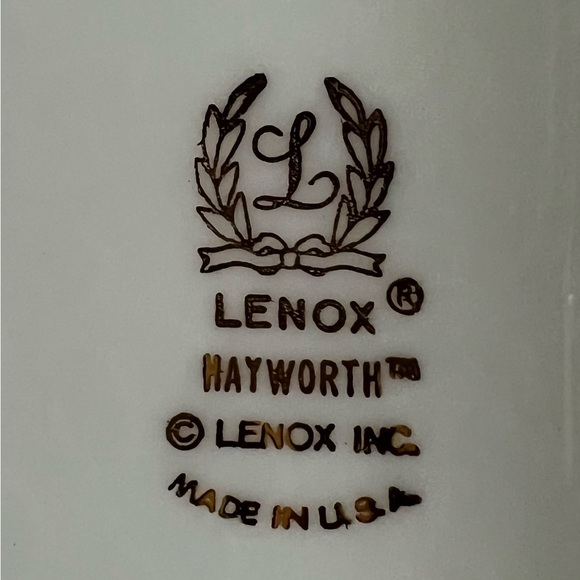 L
LENOX®
HAYWORTH™
© LENOX INC.
MADE IN U.S.A.